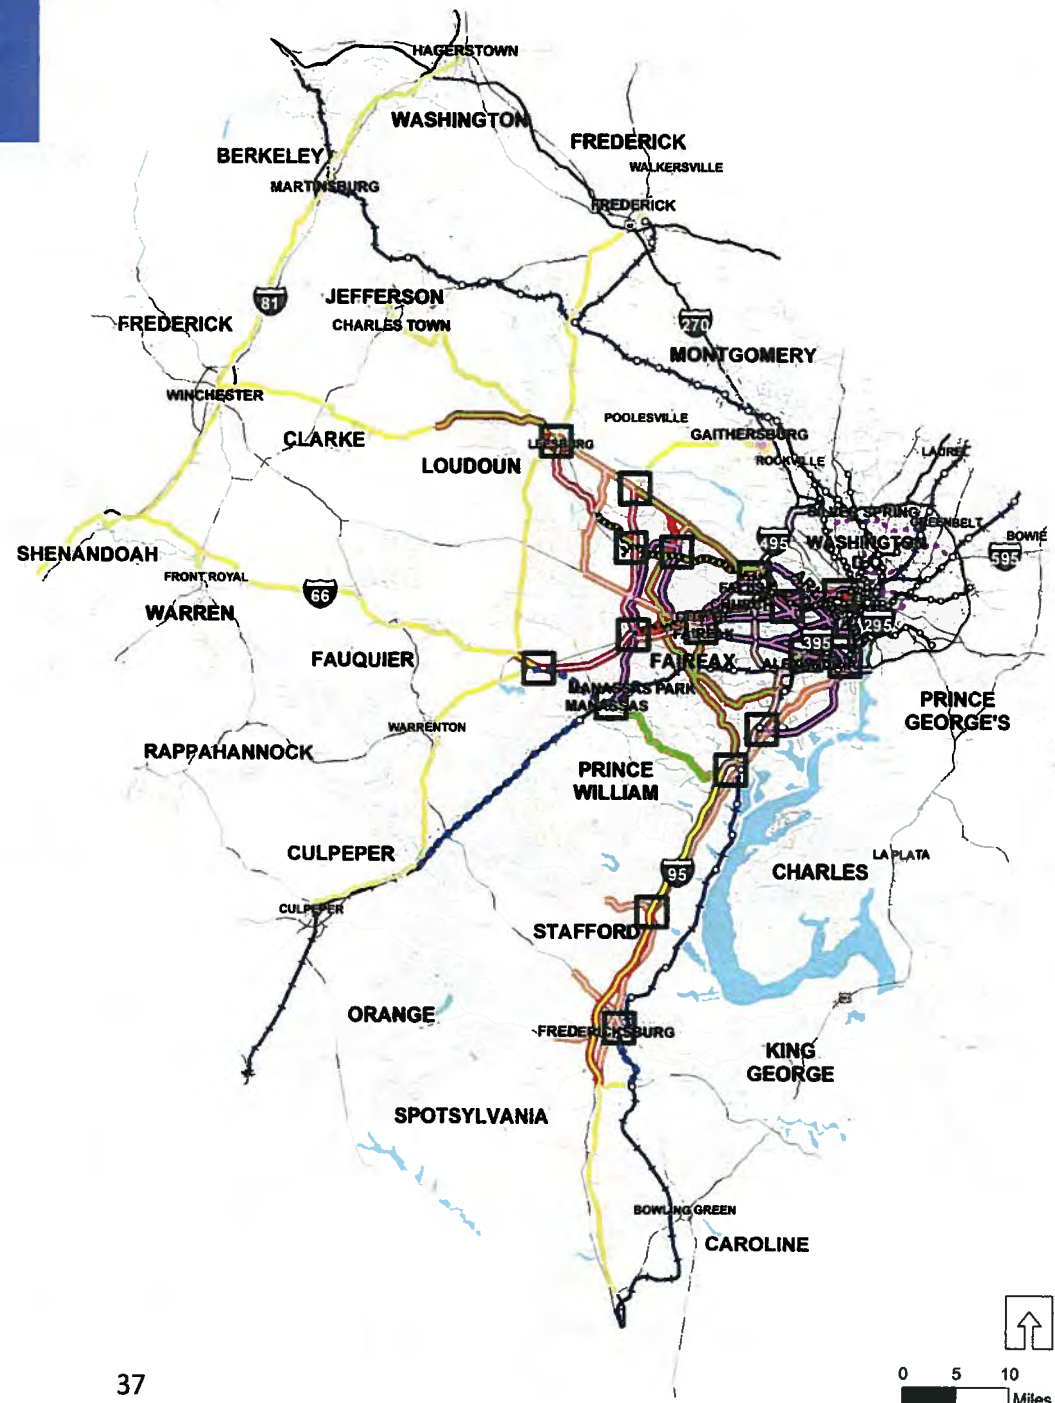 HAGERSTOWN
WASHINGTON
FREDERICK
WALKERSVILLE
BERKELEY
MARTINSBURG
FREDERICK
81
JEFFERSON
CHARLES TOWN
FREDERICK
270
MONTGOMERY
WINCHESTER
CLARKE
POOLESVILLE
GAITHERSBURG
LEESBURG
LOUDOUN
ROCKVILLE
LAUREL
SILVER SPRING
GREENBELT
495
WASHINGTON
BOWIE
595
SHENANDOAH
FRONT ROYAL
66
WARREN
295
395
FAIRFAX
FAUQUIER
FAIRFAX
ALEXANDRIA
MANASSAS PARK
MANASSAS
PRINCE
GEORGE'S
WARRENTON
RAPPAHANNOCK
PRINCE
WILLIAM
CULPEPER
LA PLATA
95
CHARLES
CULPEPER
STAFFORD
ORANGE
FREDERICKSBURG
KING
GEORGE
SPOTSYLVANIA
BOWLING GREEN
CAROLINE
0 5 10
Miles
37